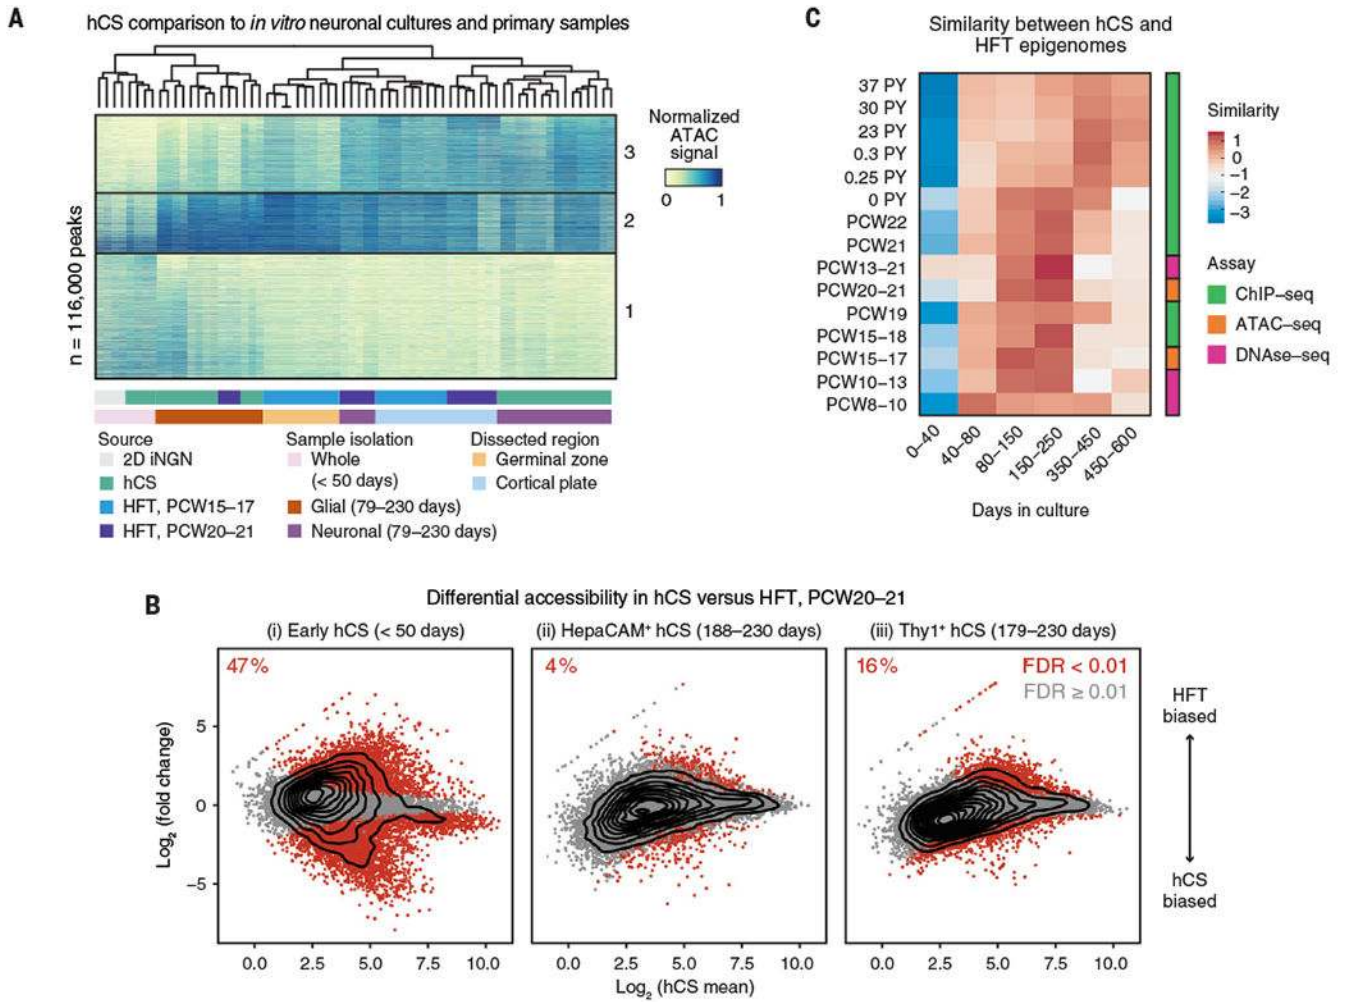 A
hCS comparison to in vitro neuronal cultures and primary samples
n = 116,000 peaks
3
2
1
Normalized
ATAC
signal
0 1
Source
2D iNGN
hCS
HFT, PCW15–17
HFT, PCW20–21
Sample isolation
Whole
(< 50 days)
Glial (79–230 days)
Neuronal (79–230 days)
Dissected region
Germinal zone
Cortical plate
C
Similarity between hCS and
HFT epigenomes
37 PY
30 PY
23 PY
0.3 PY
0.25 PY
0 PY
PCW22
PCW21
PCW13–21
PCW20–21
PCW19
PCW15–18
PCW15–17
PCW10–13
PCW8–10
0–40
40–80
80–150
150–250
350–450
450–600
Days in culture
Similarity
1
0
−1
−2
−3
Assay
ChIP–seq
ATAC–seq
DNAse–seq
B
Differential accessibility in hCS versus HFT, PCW20–21
(i) Early hCS (< 50 days)
(ii) HepaCAM+ hCS (188–230 days)
(iii) Thy1+ hCS (179–230 days)
47%
4%
16%
FDR < 0.01
FDR ≥ 0.01
Log2 (fold change)
5
0
−5
0.0 2.5 5.0 7.5 10.0
0.0 2.5 5.0 7.5 10.0
0.0 2.5 5.0 7.5 10.0
Log2 (hCS mean)
HFT
biased
hCS
biased